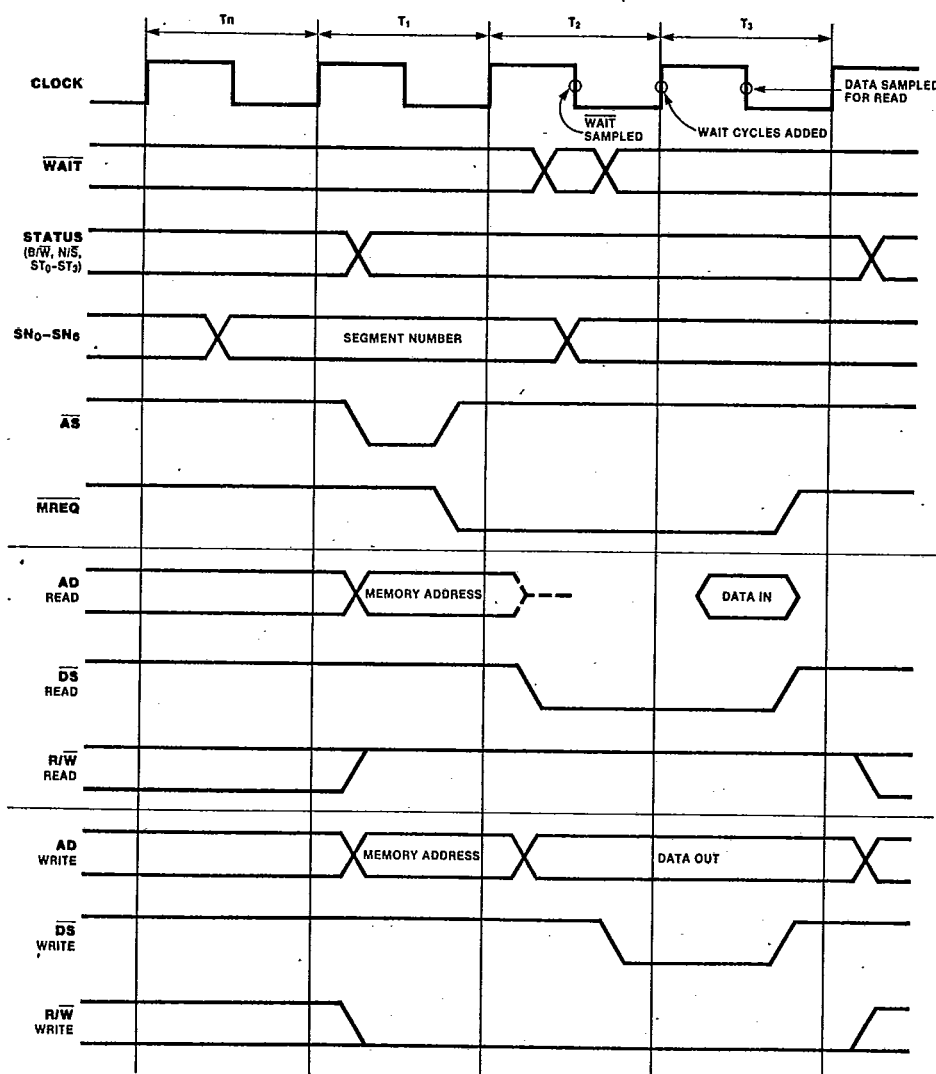 Tn T1 T2 T3
CLOCK
DATA SAMPLED
FOR READ
WAIT
SAMPLED
WAIT CYCLES ADDED
WAIT
STATUS
(B/W, N/S,
ST0–ST3)
SN0–SN6
SEGMENT NUMBER
AS
MREQ
AD
READ
MEMORY ADDRESS
DATA IN
DS
READ
R/W
READ
AD
WRITE
MEMORY ADDRESS
DATA OUT
DS
WRITE
R/W
WRITE